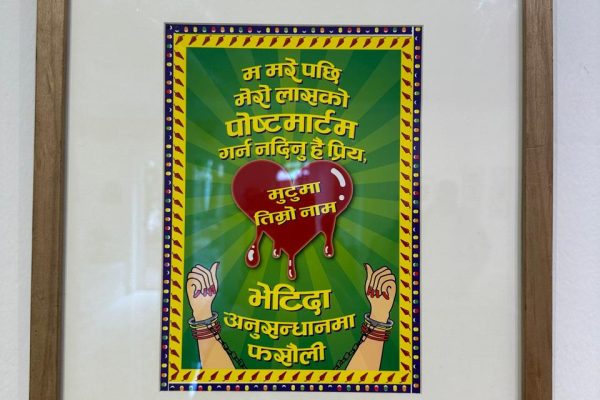 म मरे पछि
मेरो लासको
पोष्टमार्टम
गर्न नदिनु है प्रिय,
मुटुमा
तिम्रो नाम
भेटिदा
अनुसन्धानमा
फसौली